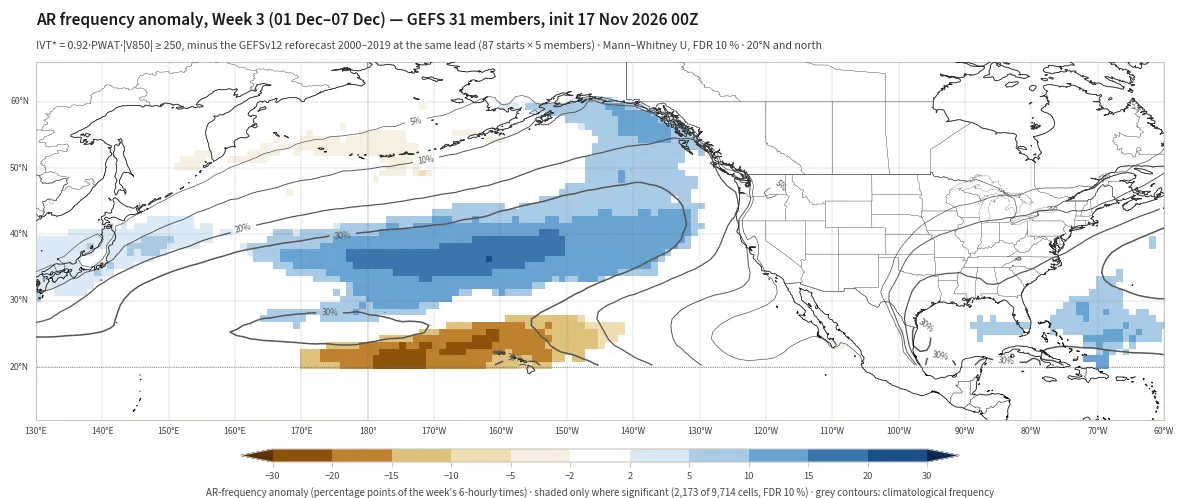 AR frequency anomaly, Week 3 (01 Dec–07 Dec) — GEFS 31 members, init 17 Nov 2026 00Z
IVT* = 0.92·PWAT·|V850| ≥ 250, minus the GEFSv12 reforecast 2000–2019 at the same lead (87 starts × 5 members) · Mann–Whitney U, FDR 10 % · 20°N and north
60°N
5%
50°N
10%
5%
40°N
20%
30%
30°N
30%
30%
30%
30%
20°N
130°E 140°E 150°E 160°E 170°E 180° 170°W 160°W 150°W 140°W 130°W 120°W 110°W 100°W 90°W 80°W 70°W 60°W
−30 −20 −15 −10 −5 −2 2 5 10 15 20 30
AR-frequency anomaly (percentage points of the week's 6-hourly times) · shaded only where significant (2,173 of 9,714 cells, FDR 10 %) · grey contours: climatological frequency